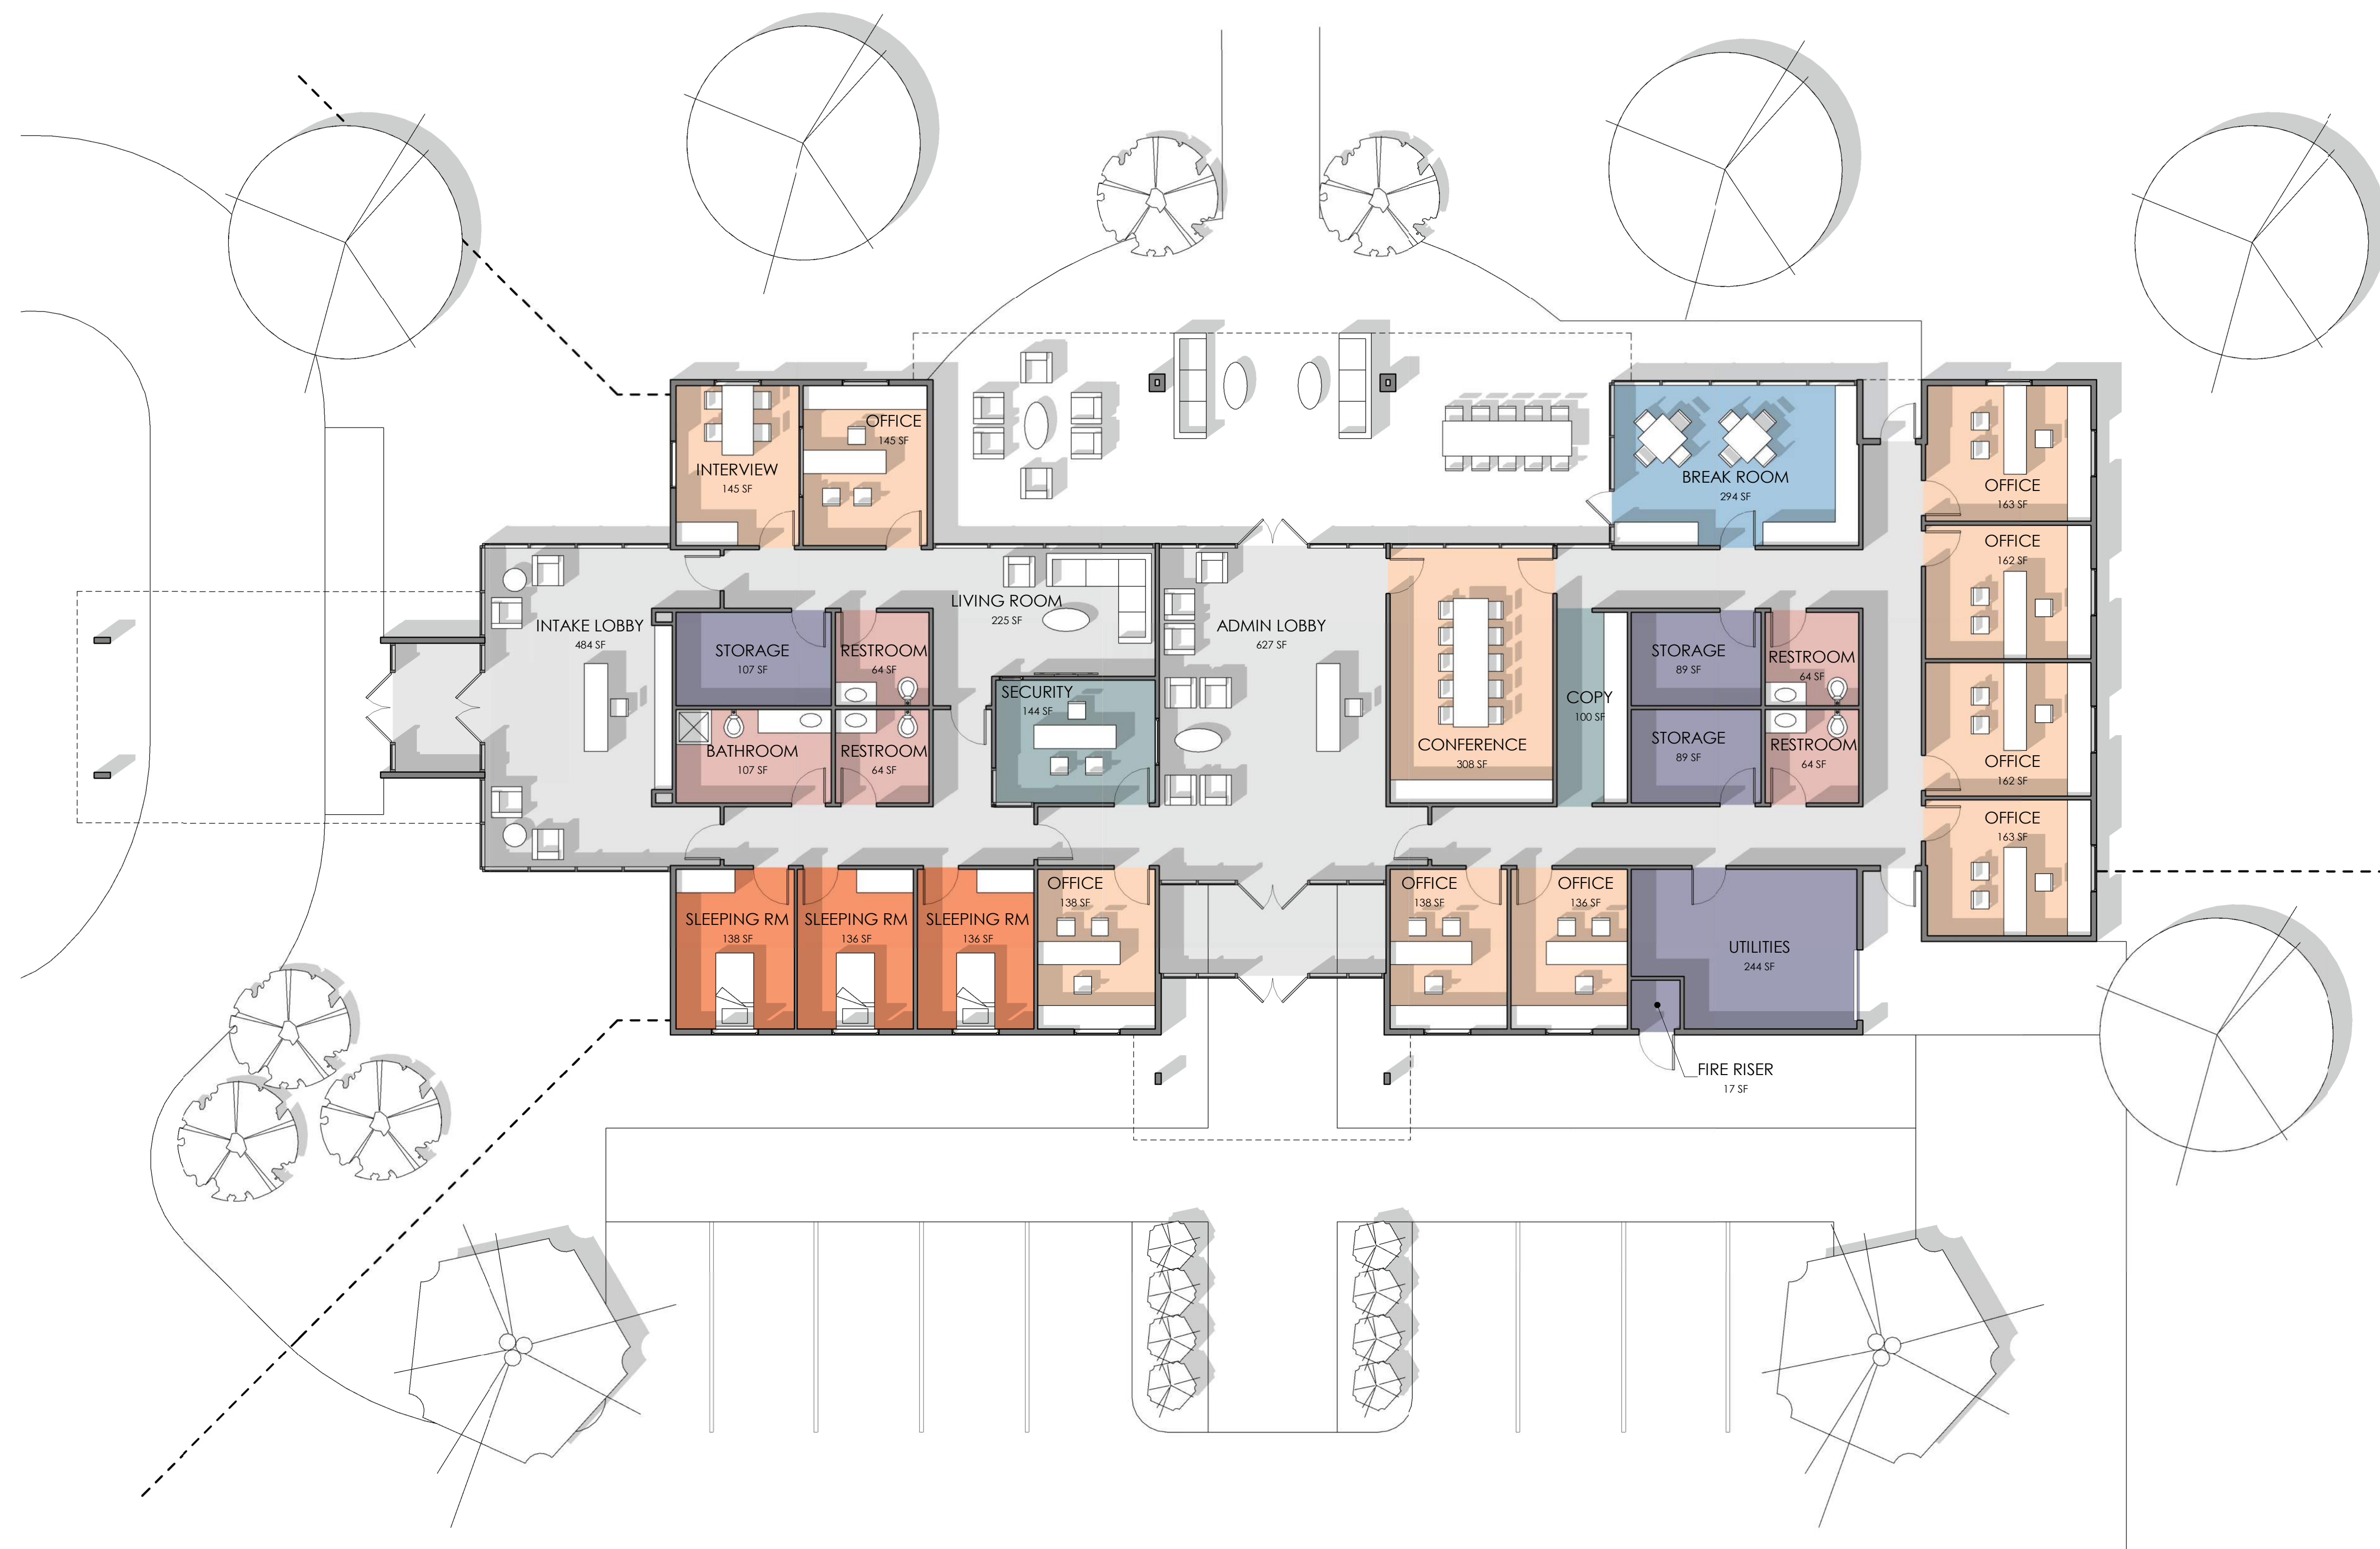 OFFICE
145 SF
INTERVIEW
145 SF
BREAK ROOM
294 SF
OFFICE
163 SF
OFFICE
162 SF
LIVING ROOM
225 SF
INTAKE LOBBY
484 SF
ADMIN LOBBY
627 SF
STORAGE
107 SF
RESTROOM
64 SF
STORAGE
89 SF
RESTROOM
64 SF
SECURITY
144 SF
COPY
100 SF
BATHROOM
107 SF
RESTROOM
64 SF
CONFERENCE
308 SF
STORAGE
89 SF
RESTROOM
64 SF
OFFICE
162 SF
OFFICE
163 SF
SLEEPING RM
138 SF
SLEEPING RM
136 SF
SLEEPING RM
136 SF
OFFICE
138 SF
OFFICE
138 SF
OFFICE
136 SF
UTILITIES
244 SF
FIRE RISER
17 SF